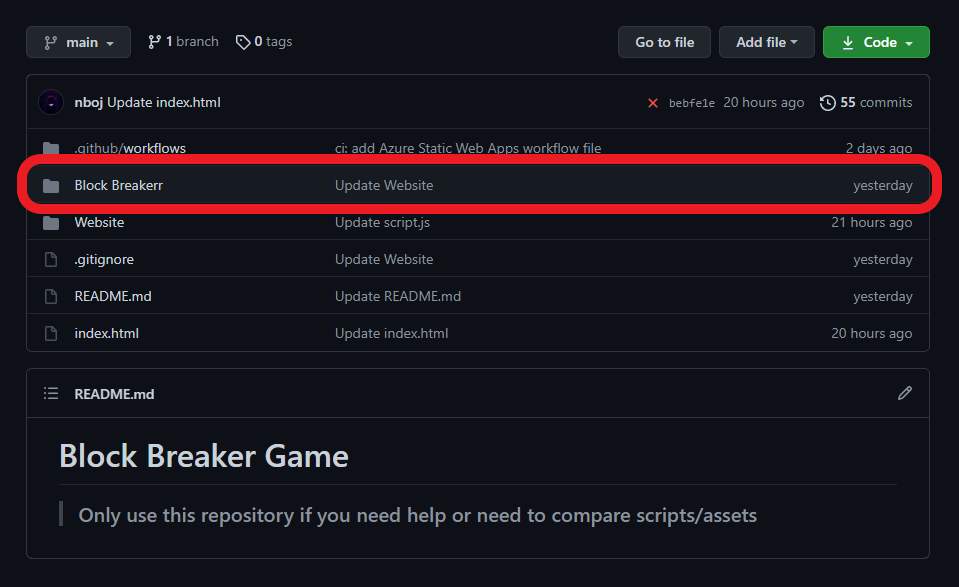 main 1 branch 0 tags Go to file Add file Code
nboj Update index.html bebfe1e 20 hours ago 55 commits
.github/workflows ci: add Azure Static Web Apps workflow file 2 days ago
Block Breakerr Update Website yesterday
Website Update script.js 21 hours ago
.gitignore Update Website yesterday
README.md Update README.md yesterday
index.html Update index.html 20 hours ago
README.md
Block Breaker Game
Only use this repository if you need help or need to compare scripts/assets